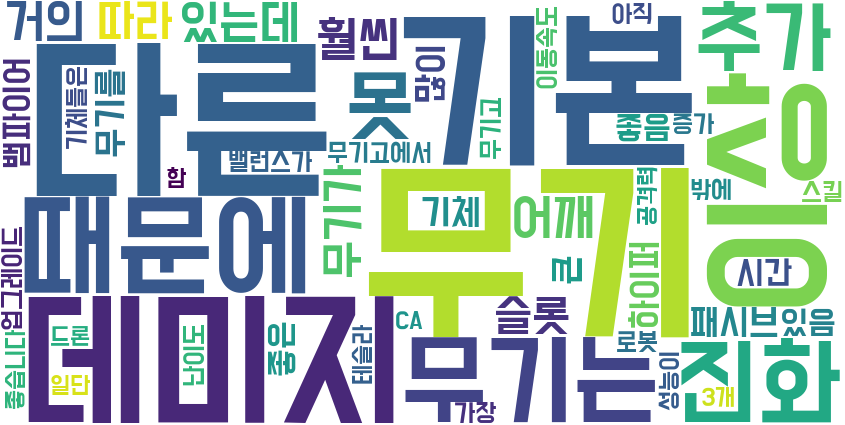 거의
따라
있는데
훨씬
많이
기본
이동속도
아직
추가
뱀파이어
기체들은
무기를
다른
못
무기고
좋음
증가
성능
함
밸런스가
무기고에서
때문에
무기가
기체
어깨
무기
공격력
밖에
스킬
업그레이드
큰
하이퍼
시간
데미지
슬롯
CA
패시브
있음
좋습니다
드론
난이도
좋은
테슬라
무기는
로봇
성능이
진화
일단
가장
3개